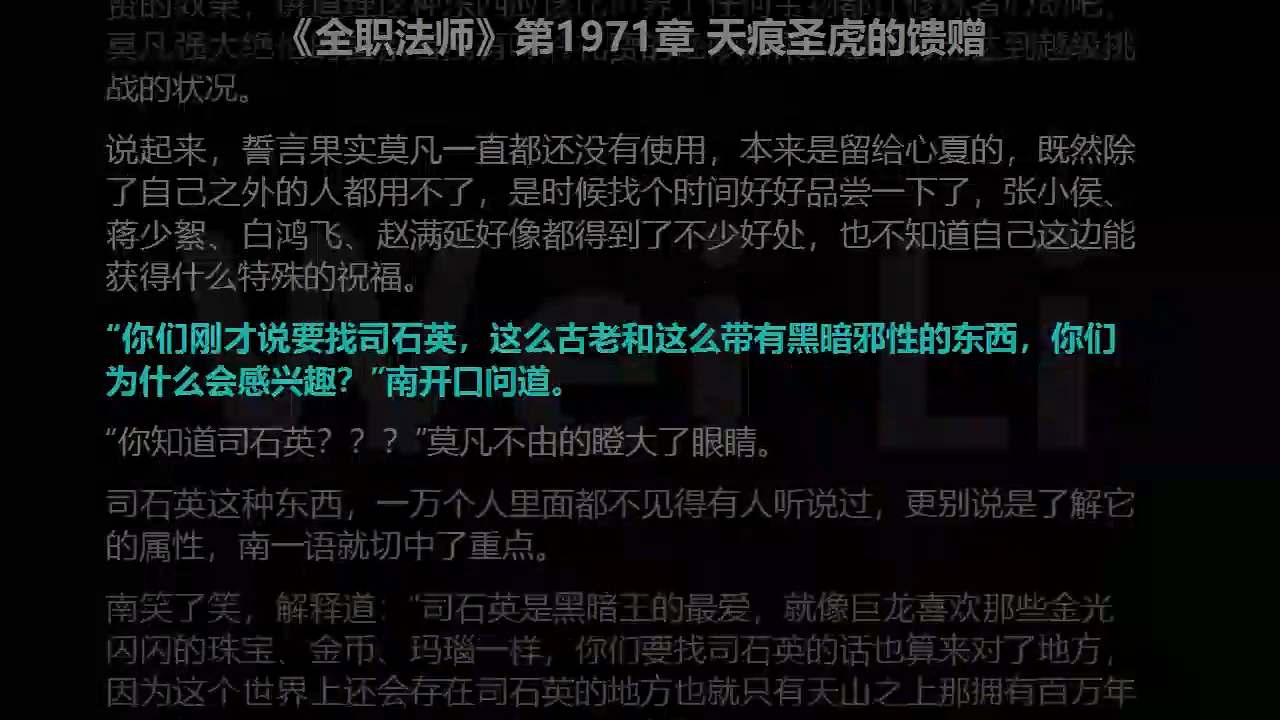 《全职法师》第1971章 天痕圣虎的馈赠
战的状况。
说起来，誓言果实莫凡一直都还没有使用，本来是留给心夏的，既然除
了自己之外的人都用不了，是时候找个时间好好品尝一下了，张小侯、
蒋少絮、白鸿飞、赵满延好像都得到了不少好处，也不知道自己这边能
获得什么特殊的祝福。
“你们刚才说要找司石英，这么古老和这么带有黑暗邪性的东西，你们
为什么会感兴趣？”南开口问道。
“你知道司石英？？？”莫凡不由的瞪大了眼睛。
司石英这种东西，一万个人里面都不见得有人听说过，更别说是了解它
的属性，南一语就切中了重点。
南笑了笑，解释道：“司石英是黑暗王的最爱，就像巨龙喜欢那些金光
闪闪的珠宝、金币、玛瑙一样，你们要找司石英的话也算来对了地方，
因为这个世界上还会存在司石英的地方也就只有天山之上那拥有百万年
Wei Li